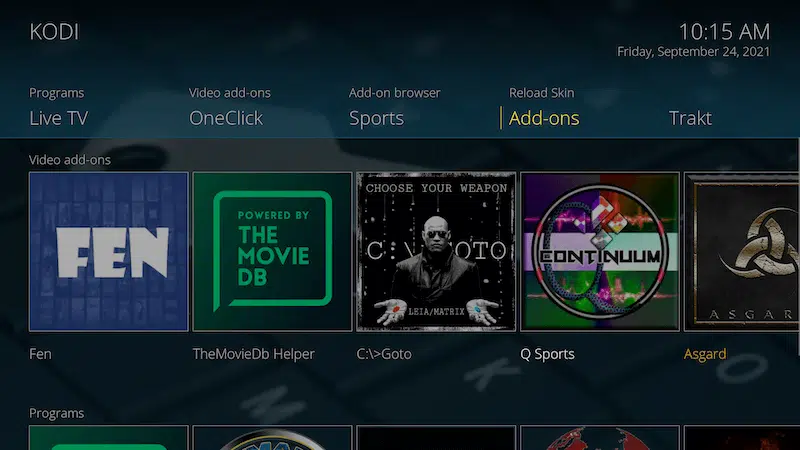 KODI
10:15 AM
Friday, September 24, 2021
Programs
Video add-ons
Add-on browser
Reload Skin
Live TV
OneClick
Sports
Add-ons
Trakt
Video add-ons
FEN
POWERED BY
THE
MOVIE
DB
CHOOSE YOUR WEAPON
C:\GOTO
LEIA/MATRIX
CONTINUUM
ASGAR
Fen
TheMovieDb Helper
C:\>Goto
Q Sports
Asgard
K
O
M
Programs